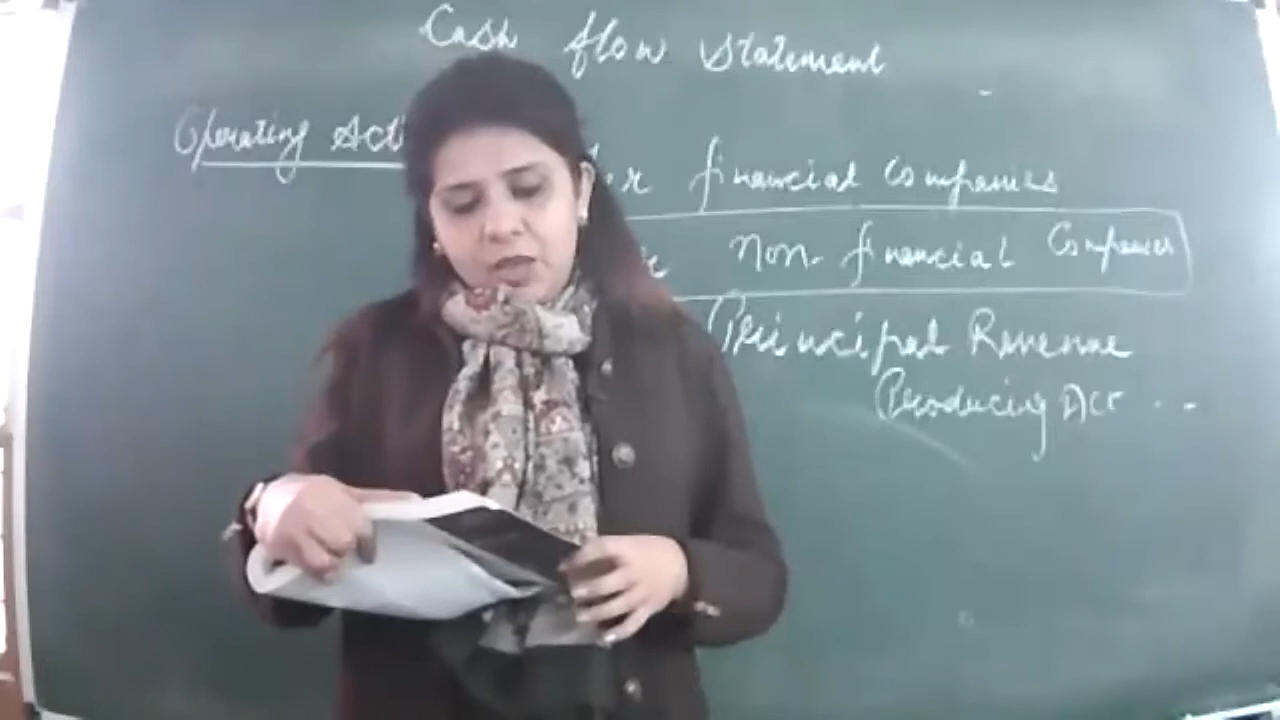 Cash flow statement
Operating Act
financial Companies
Non-financial Companies
Principal Revenue
Producing Act ..